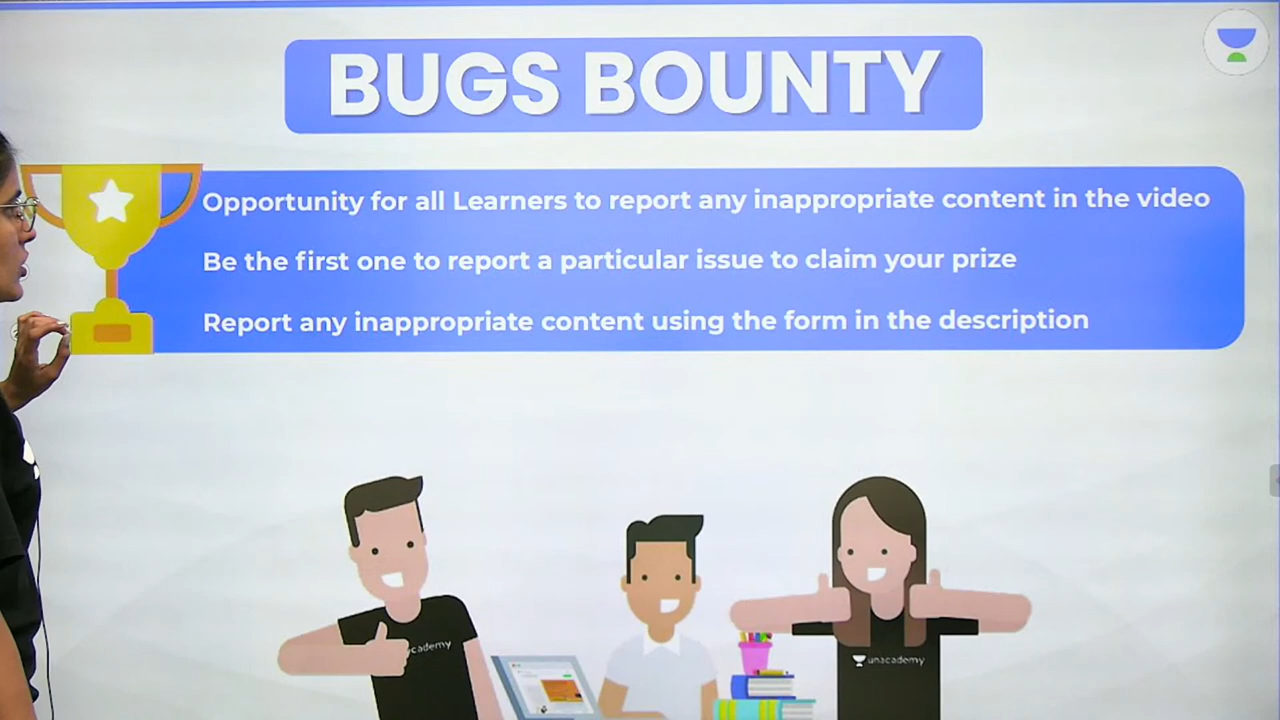 BUGS BOUNTY
Opportunity for all Learners to report any inappropriate content in the video
Be the first one to report a particular issue to claim your prize
Report any inappropriate content using the form in the description
unacademy